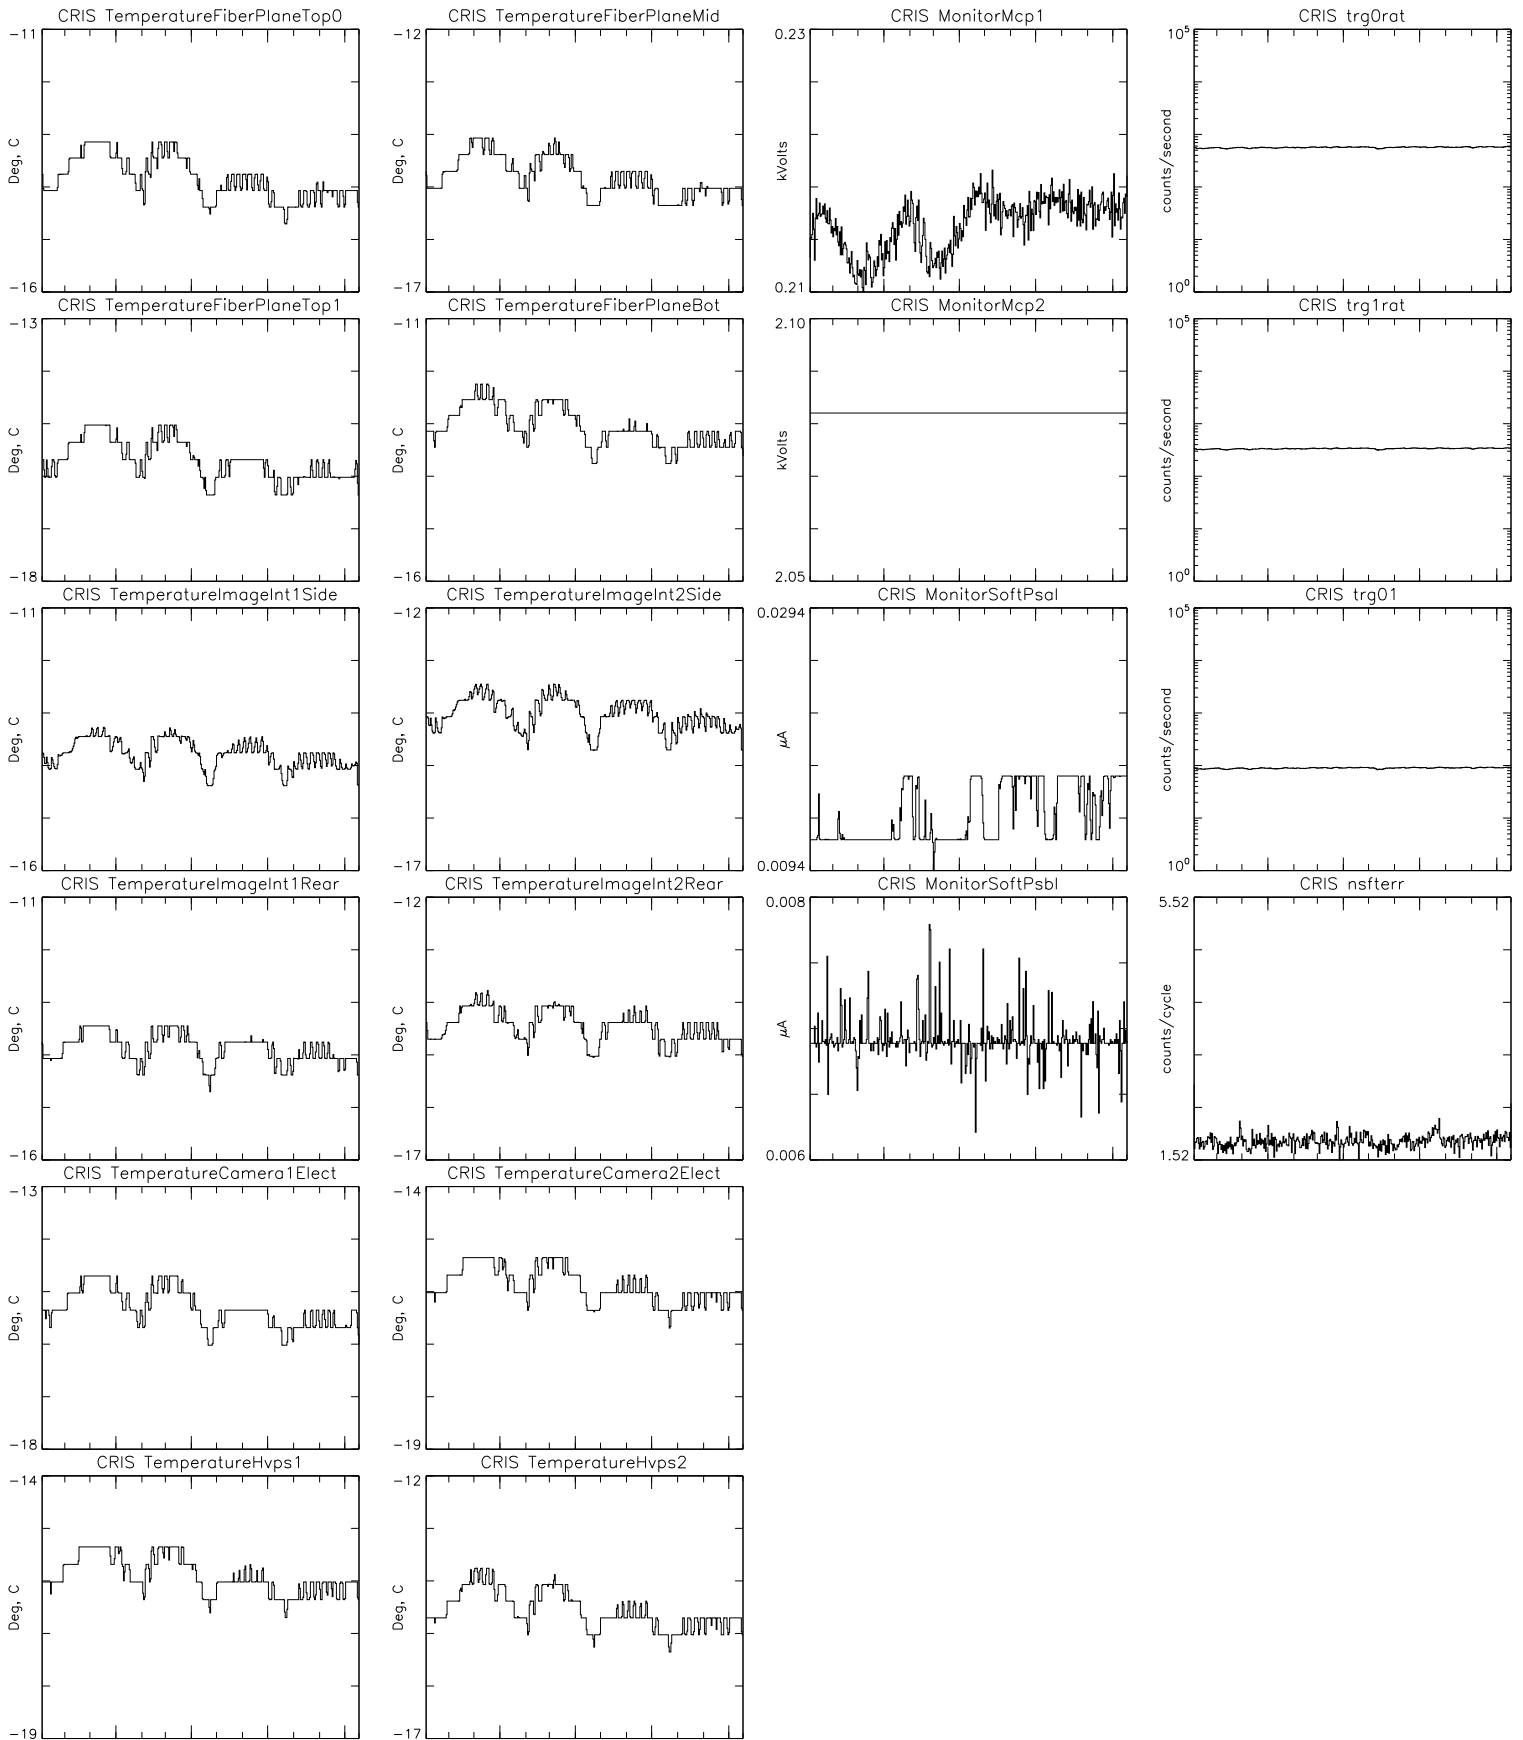 CRIS TemperatureFiberPlaneTop0
-11
Deg, C
-16
CRIS TemperatureFiberPlaneMid
-12
Deg, C
-17
CRIS MonitorMcp1
0.23
kVolts
0.21
CRIS trg0rat
10^5
counts/second
10^0
CRIS TemperatureFiberPlaneTop1
-13
Deg, C
-18
CRIS TemperatureFiberPlaneBot
-11
Deg, C
-16
CRIS MonitorMcp2
2.10
kVolts
2.05
CRIS trg1rat
10^5
counts/second
10^0
CRIS TemperatureImageInt1Side
-11
Deg, C
-16
CRIS TemperatureImageInt2Side
-12
Deg, C
-17
CRIS MonitorSoftPsaI
0.0294
μA
0.0094
CRIS trg01
10^5
counts/second
10^0
CRIS TemperatureImageInt1Rear
-11
Deg, C
-16
CRIS TemperatureImageInt2Rear
-12
Deg, C
-17
CRIS MonitorSoftPsbI
0.008
μA
0.006
CRIS nsfterr
5.52
counts/cycle
1.52
CRIS TemperatureCamera1Elect
-13
Deg, C
-18
CRIS TemperatureCamera2Elect
-14
Deg, C
-19
CRIS TemperatureHvps1
-14
Deg, C
-19
CRIS TemperatureHvps2
-12
Deg, C
-17